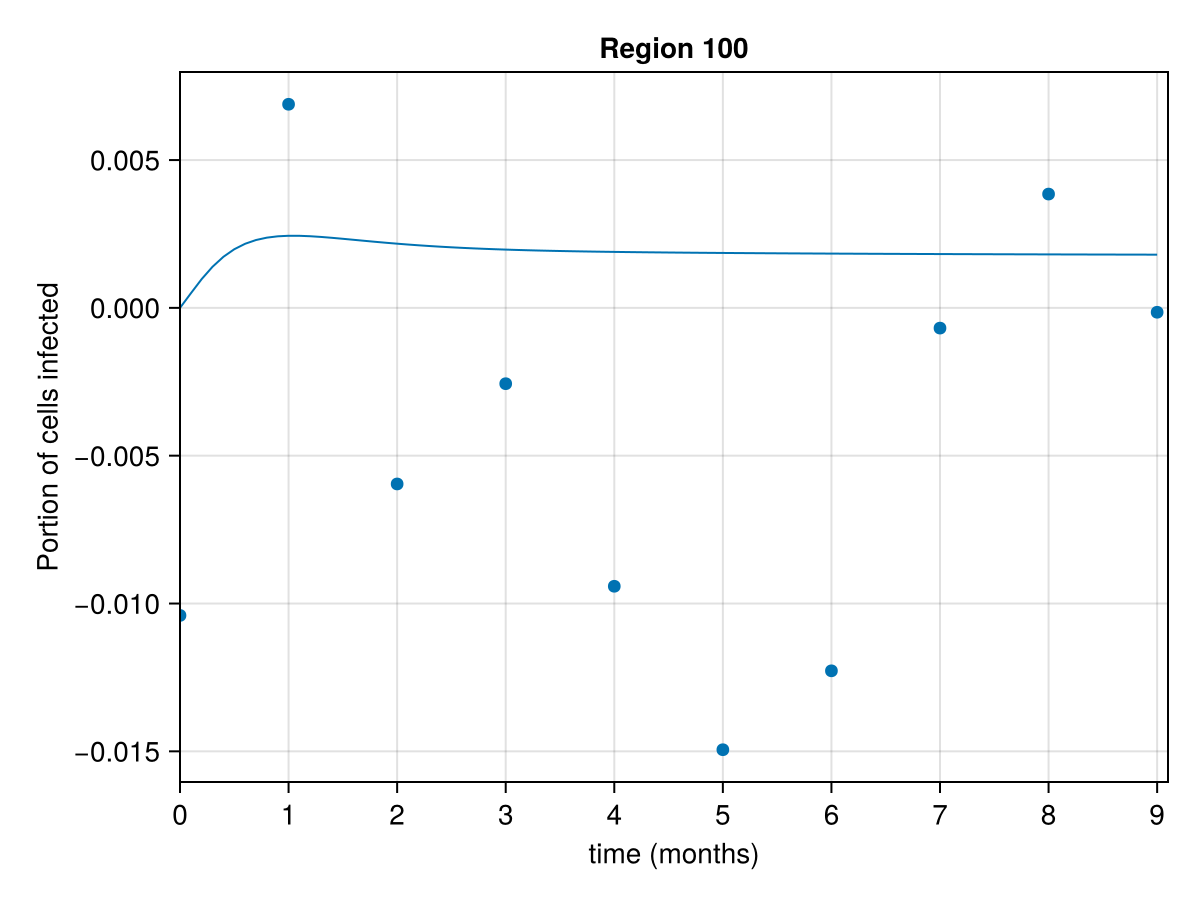 Region 100
0.005
0.000
−0.005
−0.010
−0.015
Portion of cells infected
0 1 2 3 4 5 6 7 8 9
time (months)